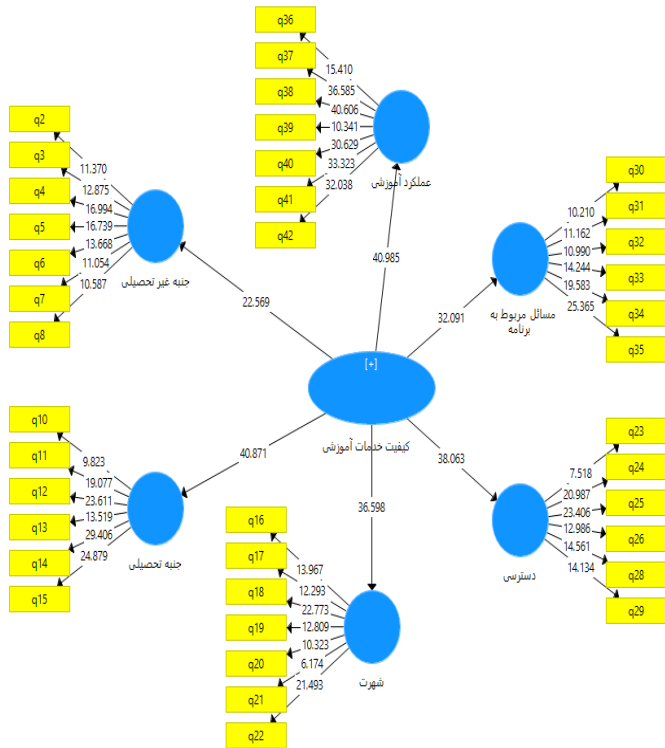 q36
q37
q38
q39
q40
q41
q42
15.410
36.585
40.606
10.341
30.629
33.323
32.038
عملکرد آموزشی
40.985
q2
q3
q4
q5
q6
q7
q8
11.370
12.875
16.994
16.739
13.668
11.054
10.587
جنبه غیر تحصیلی
22.569
q30
q31
q32
q33
q34
q35
10.210
11.162
10.990
14.244
19.583
25.365
مسائل مربوط به
برنامه
32.091
[+]
کیفیت خدمات آموزشی
q10
q11
q12
q13
q14
q15
9.823
19.077
23.611
13.519
29.406
24.879
جنبه تحصیلی
40.871
q16
q17
q18
q19
q20
q21
q22
13.967
12.293
22.773
12.809
10.323
6.174
21.493
شهرت
36.598
q23
q24
q25
q26
q28
q29
7.518
20.987
23.406
12.986
14.561
14.134
دسترسی
38.063